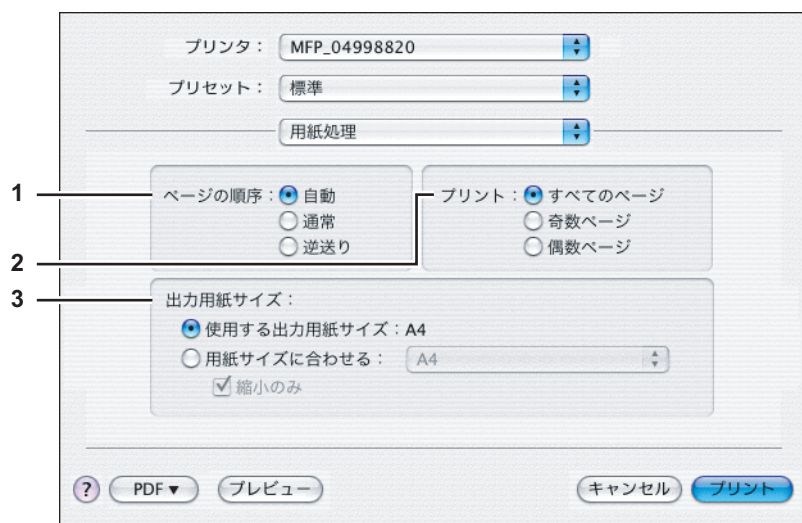 プリンタ： MFP_04998820
プリセット： 標準
用紙処理
1 ページの順序： 自動
通常
逆送り
2 プリント： すべてのページ
奇数ページ
偶数ページ
3 出力用紙サイズ：
使用する出力用紙サイズ：A4
用紙サイズに合わせる： A4
縮小のみ
? PDF▼ プレビュー キャンセル プリント